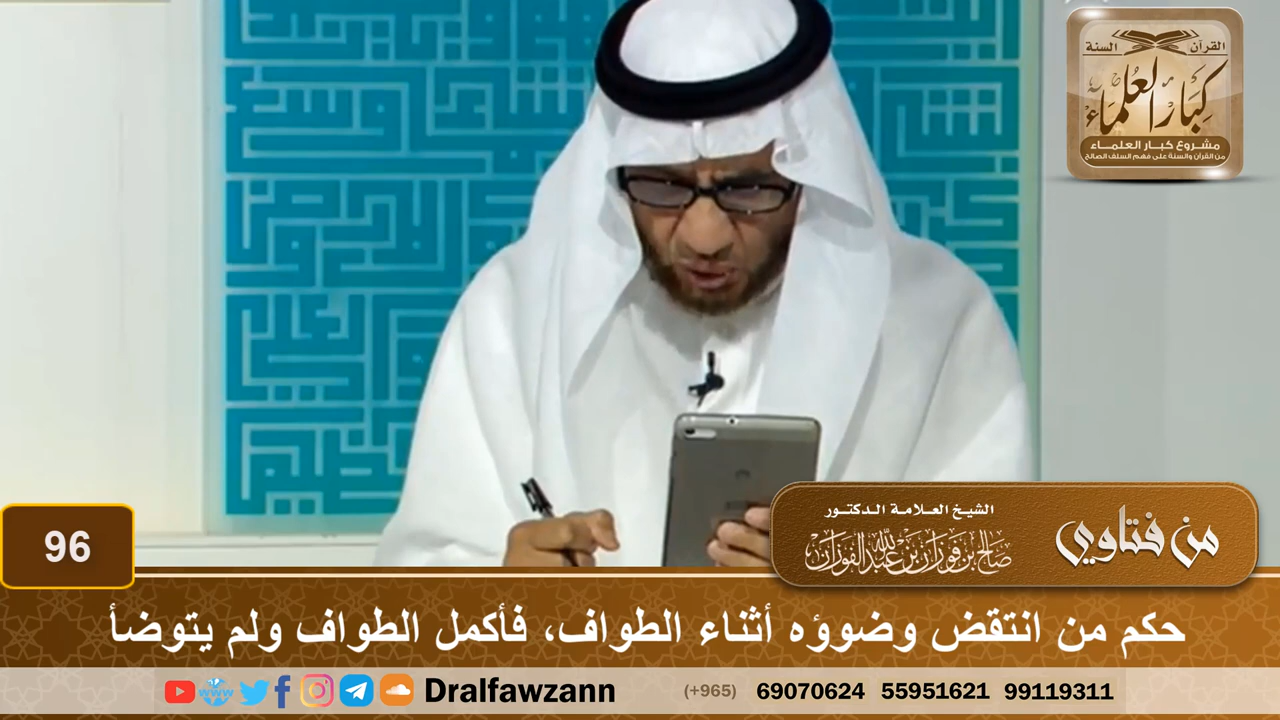 القرآن السنة
كبار العلماء
مشروع كبار العلماء
من القرآن والسنة على فهم السلف الصالح
من فتاوي
الشيخ العلامة الدكتور
صالح بن فوزان بن عبدالله الفوزان
96
حكم من انتقض وضووؤه أثناء الطواف، فأكمل الطواف ولم يتوضأ
Dralfawzann (+965) 69070624 55951621 99119311